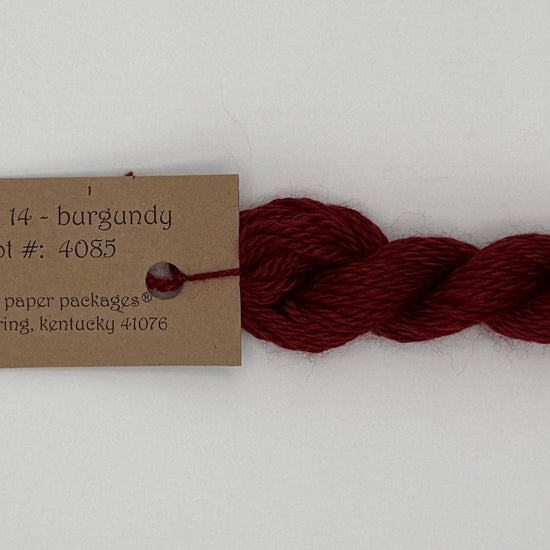 14 - burgundy
ot #: 4085
paper packages®
ring, kentucky 41076